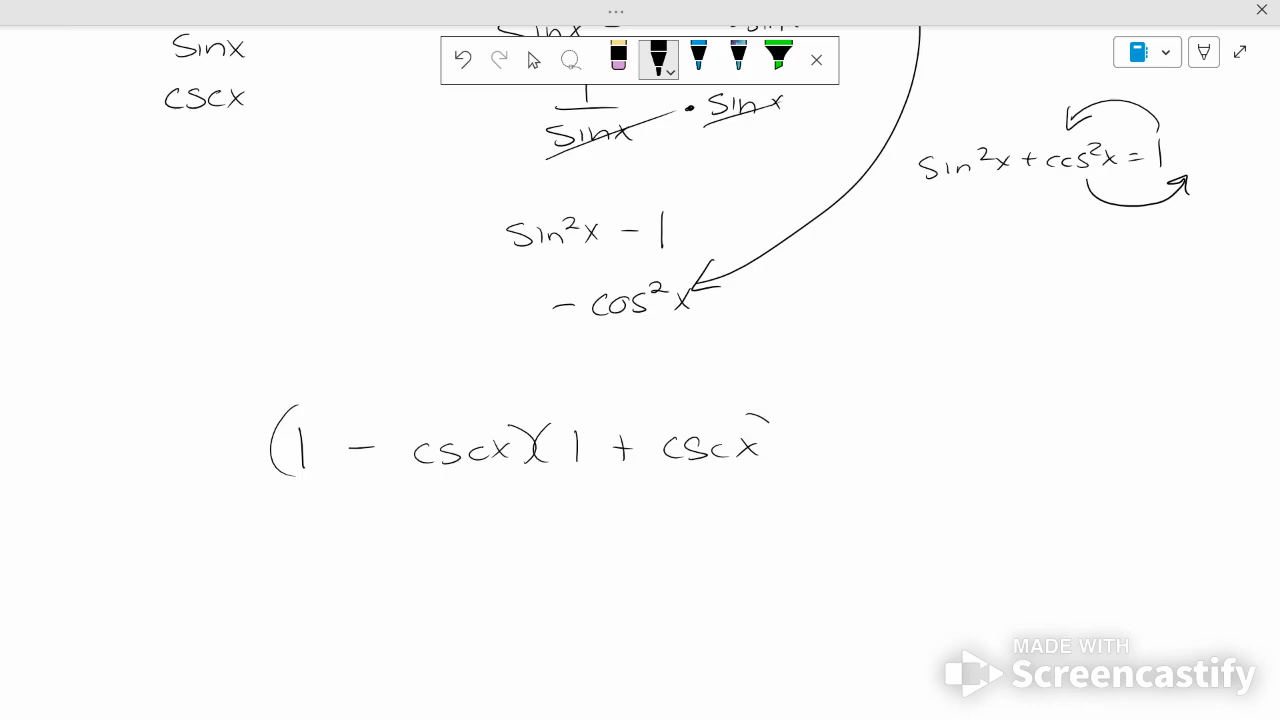 sinx
cscx
1
sinx • sinx
sin²x + cos²x = 1
sin²x - 1
- cos²x
(1 - cscx)(1 + cscx)
MADE WITH
Screencastify